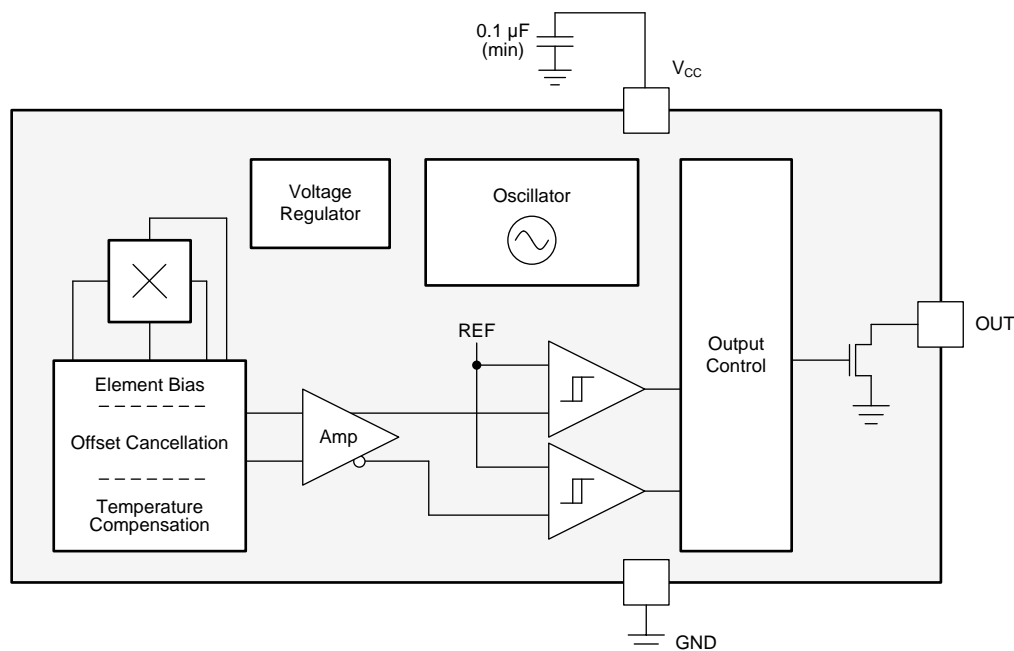 0.1 µF
(min)
VCC
Voltage
Regulator
Oscillator
REF
OUT
Output
Control
Element Bias
Offset Cancellation
Temperature
Compensation
Amp
GND